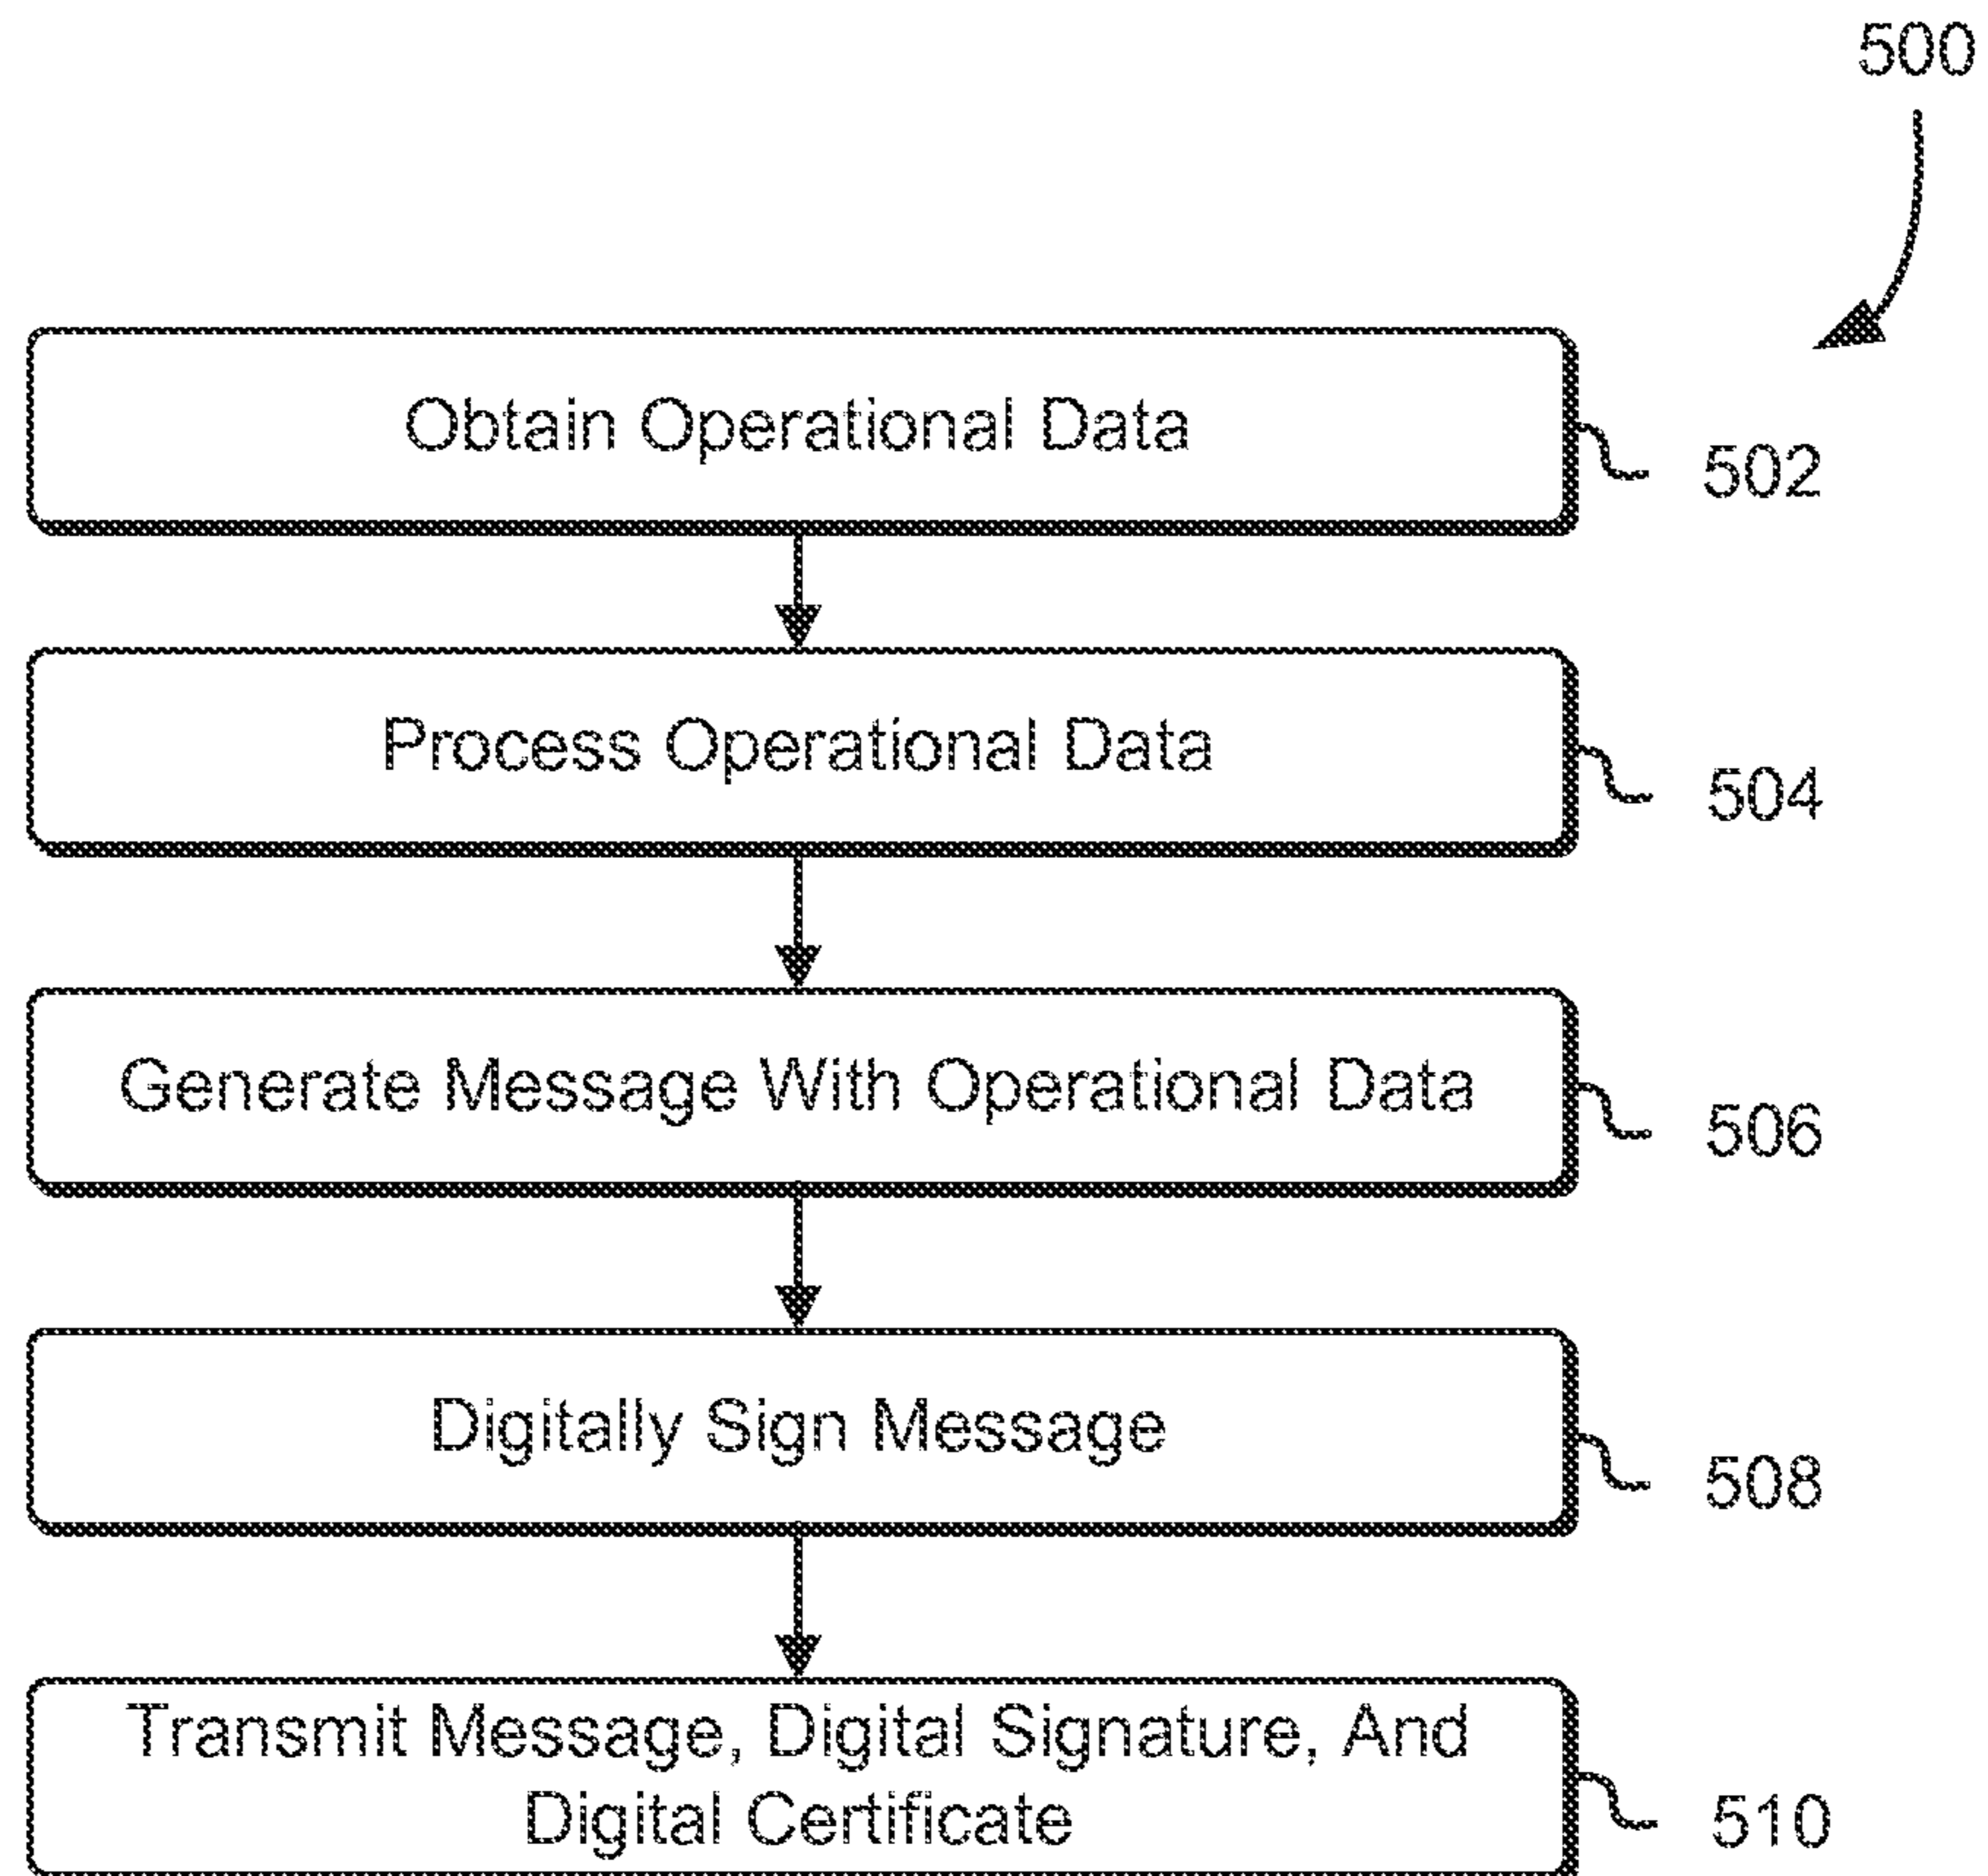 500
Obtain Operational Data
502
Process Operational Data
504
Generate Message With Operational Data
506
Digitally Sign Message
508
Transmit Message, Digital Signature, And
Digital Certificate
510